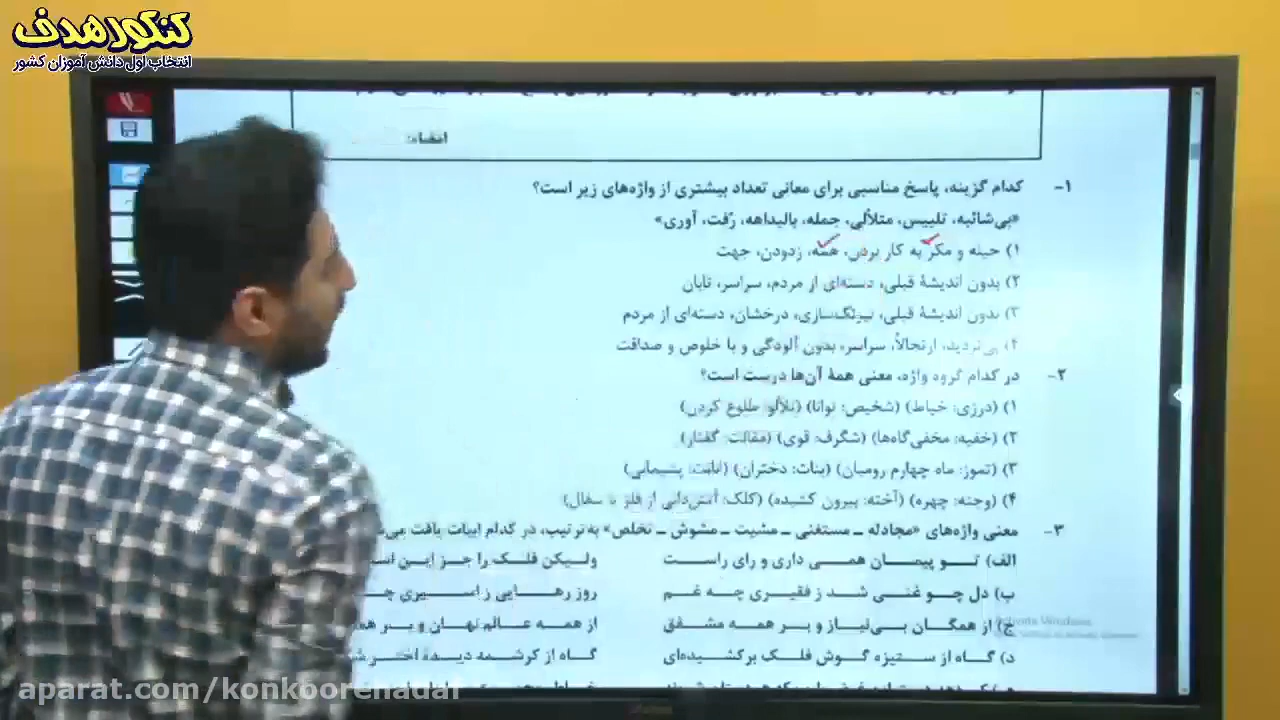 کنکور هدف
انتخاب اول دانش آموزان کشور
امضاء:
۱- کدام گزینه، پاسخ مناسبی برای معانی تعداد بیشتری از واژه‌های زیر است؟
«بی‌شائبه، تلبیس، متلألی، جمله، بالبداهه، رُفت، آوری»
۱) حیله و مکر به کار بردن، همه، زدودن، جهت
۲) بدون اندیشهٔ قبلی، دسته‌ای از مردم، سراسر، تابان
۳) بدون اندیشهٔ قبلی، نیرنگ‌سازی، درخشان، دسته‌ای از مردم
۴) بی‌تردید، ارتجالاً، سراسر، بدون آلودگی و با خلوص و صداقت
۲- در کدام گروه واژه، معنی همهٔ آن‌ها درست است؟
۱) (درزی: خیاط) (شخیص: توانا) (تلألو: طلوع کردن)
۲) (خفیه: مخفی‌گاه‌ها) (شگرف: قوی) (مقالت: گفتار)
۳) (تموز: ماه چهارم رومیان) (بنات: دختران) (انابت: پشیمانی)
۴) (وجنه: چهره) (آخته: بیرون کشیده) (کلک: آتش‌دانی از فلز یا سفال)
۳- معنی واژه‌های «مجادله ـ مستغنی ـ مشیت ـ مشوش ـ تخلص» به‌ترتیب، در کدام ابیات یافت
الف) تو پیمان همی داری و رای راست ولیکن فلک را جز این
ب) دل چو غنی شد ز فقیری چه غم روز رهایی ز اسیری
ج) از همگان بی‌نیاز و بر همه مشفق از همه عالم نهان و بر
د) گاه از ستیزه گوش فلک برکشیده‌ای گاه از کرشمه دیدهٔ اختر
Activate Windows
aparat.com/konkoorehadaf